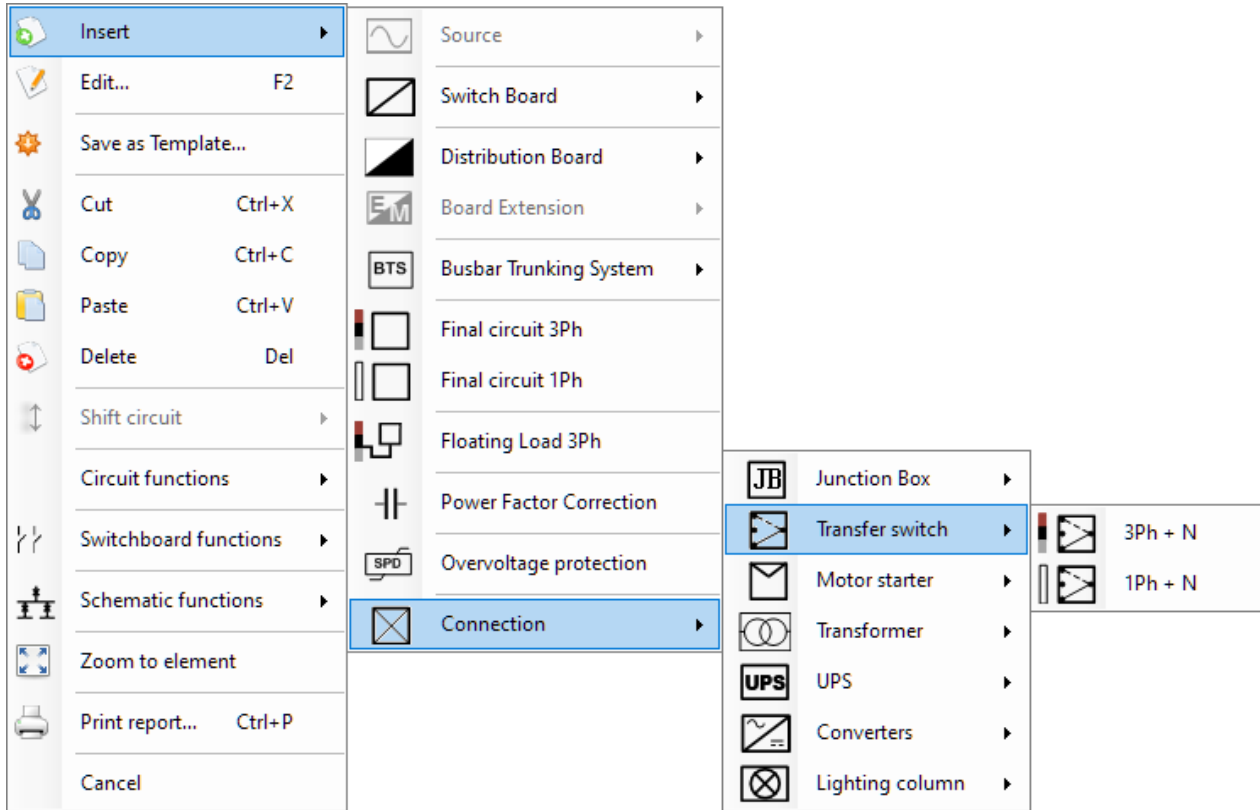 Insert
Edit... F2
Save as Template...
Cut Ctrl+X
Copy Ctrl+C
Paste Ctrl+V
Delete Del
Shift circuit
Circuit functions
Switchboard functions
Schematic functions
Zoom to element
Print report... Ctrl+P
Cancel
Source
Switch Board
Distribution Board
EM Board Extension
BTS Busbar Trunking System
Final circuit 3Ph
Final circuit 1Ph
Floating Load 3Ph
Power Factor Correction
SPD Overvoltage protection
Connection
JB Junction Box
Transfer switch
Motor starter
Transformer
UPS UPS
Converters
Lighting column
3Ph + N
1Ph + N